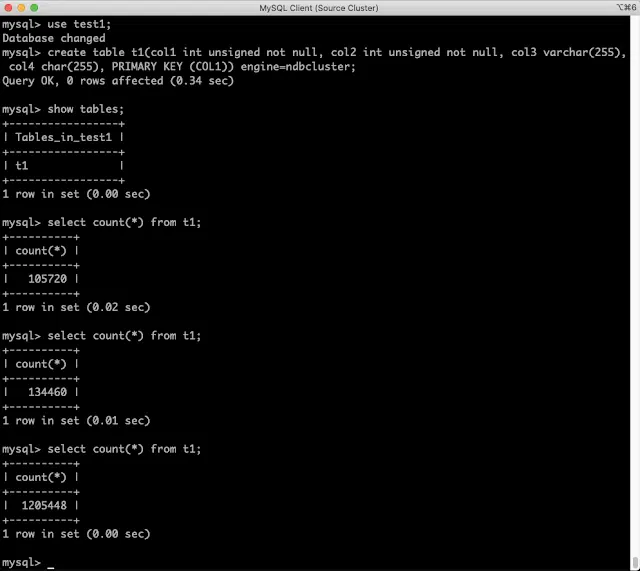 MySQL Client (Source Cluster)
⌥⌘6
mysql> use test1;
Database changed
mysql> create table t1(col1 int unsigned not null, col2 int unsigned not null, col3 varchar(255),
 col4 char(255), PRIMARY KEY (COL1)) engine=ndbcluster;
Query OK, 0 rows affected (0.34 sec)

mysql> show tables;
+-----------------+
| Tables_in_test1 |
+-----------------+
| t1              |
+-----------------+
1 row in set (0.00 sec)

mysql> select count(*) from t1;
+----------+
| count(*) |
+----------+
|   105720 |
+----------+
1 row in set (0.02 sec)

mysql> select count(*) from t1;
+----------+
| count(*) |
+----------+
|   134460 |
+----------+
1 row in set (0.01 sec)

mysql> select count(*) from t1;
+----------+
| count(*) |
+----------+
|  1205448 |
+----------+
1 row in set (0.00 sec)

mysql> _